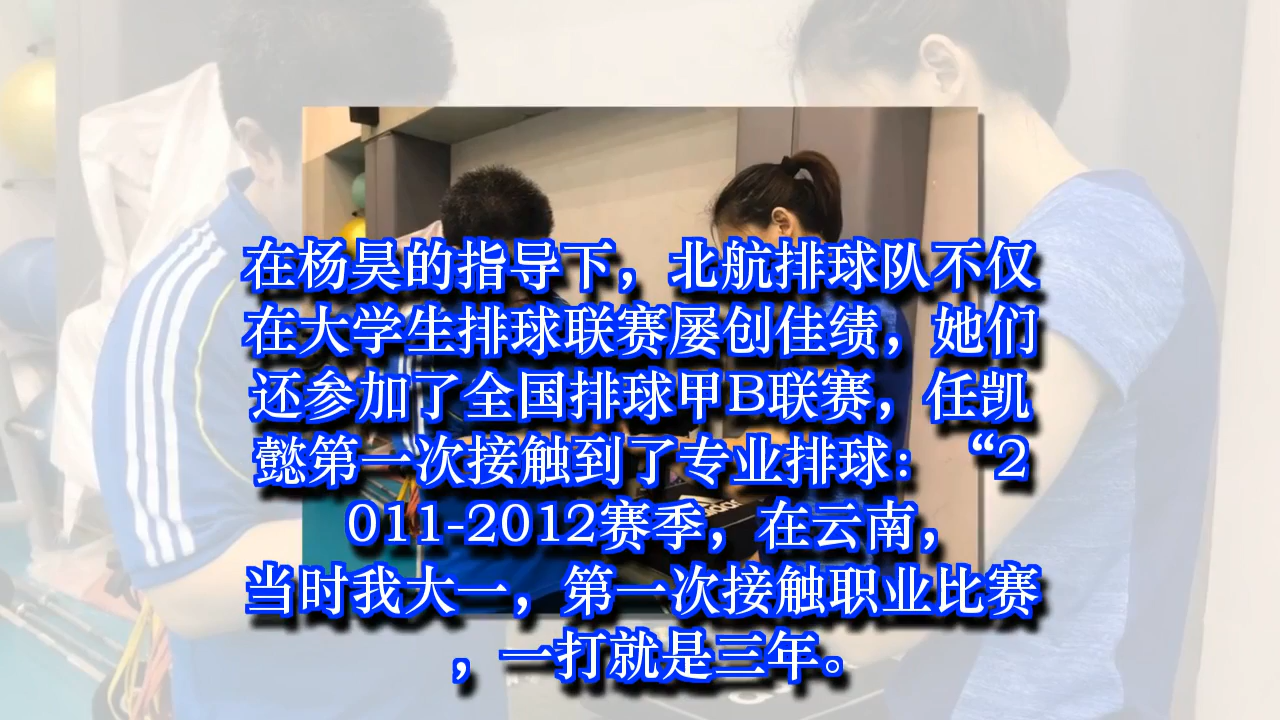 在杨昊的指导下，北航排球队不仅
在大学生排球联赛屡创佳绩，她们
还参加了全国排球甲B联赛，任凯
懿第一次接触到了专业排球：“2
011-2012赛季，在云南，
当时我大一，第一次接触职业比赛
，一打就是三年。